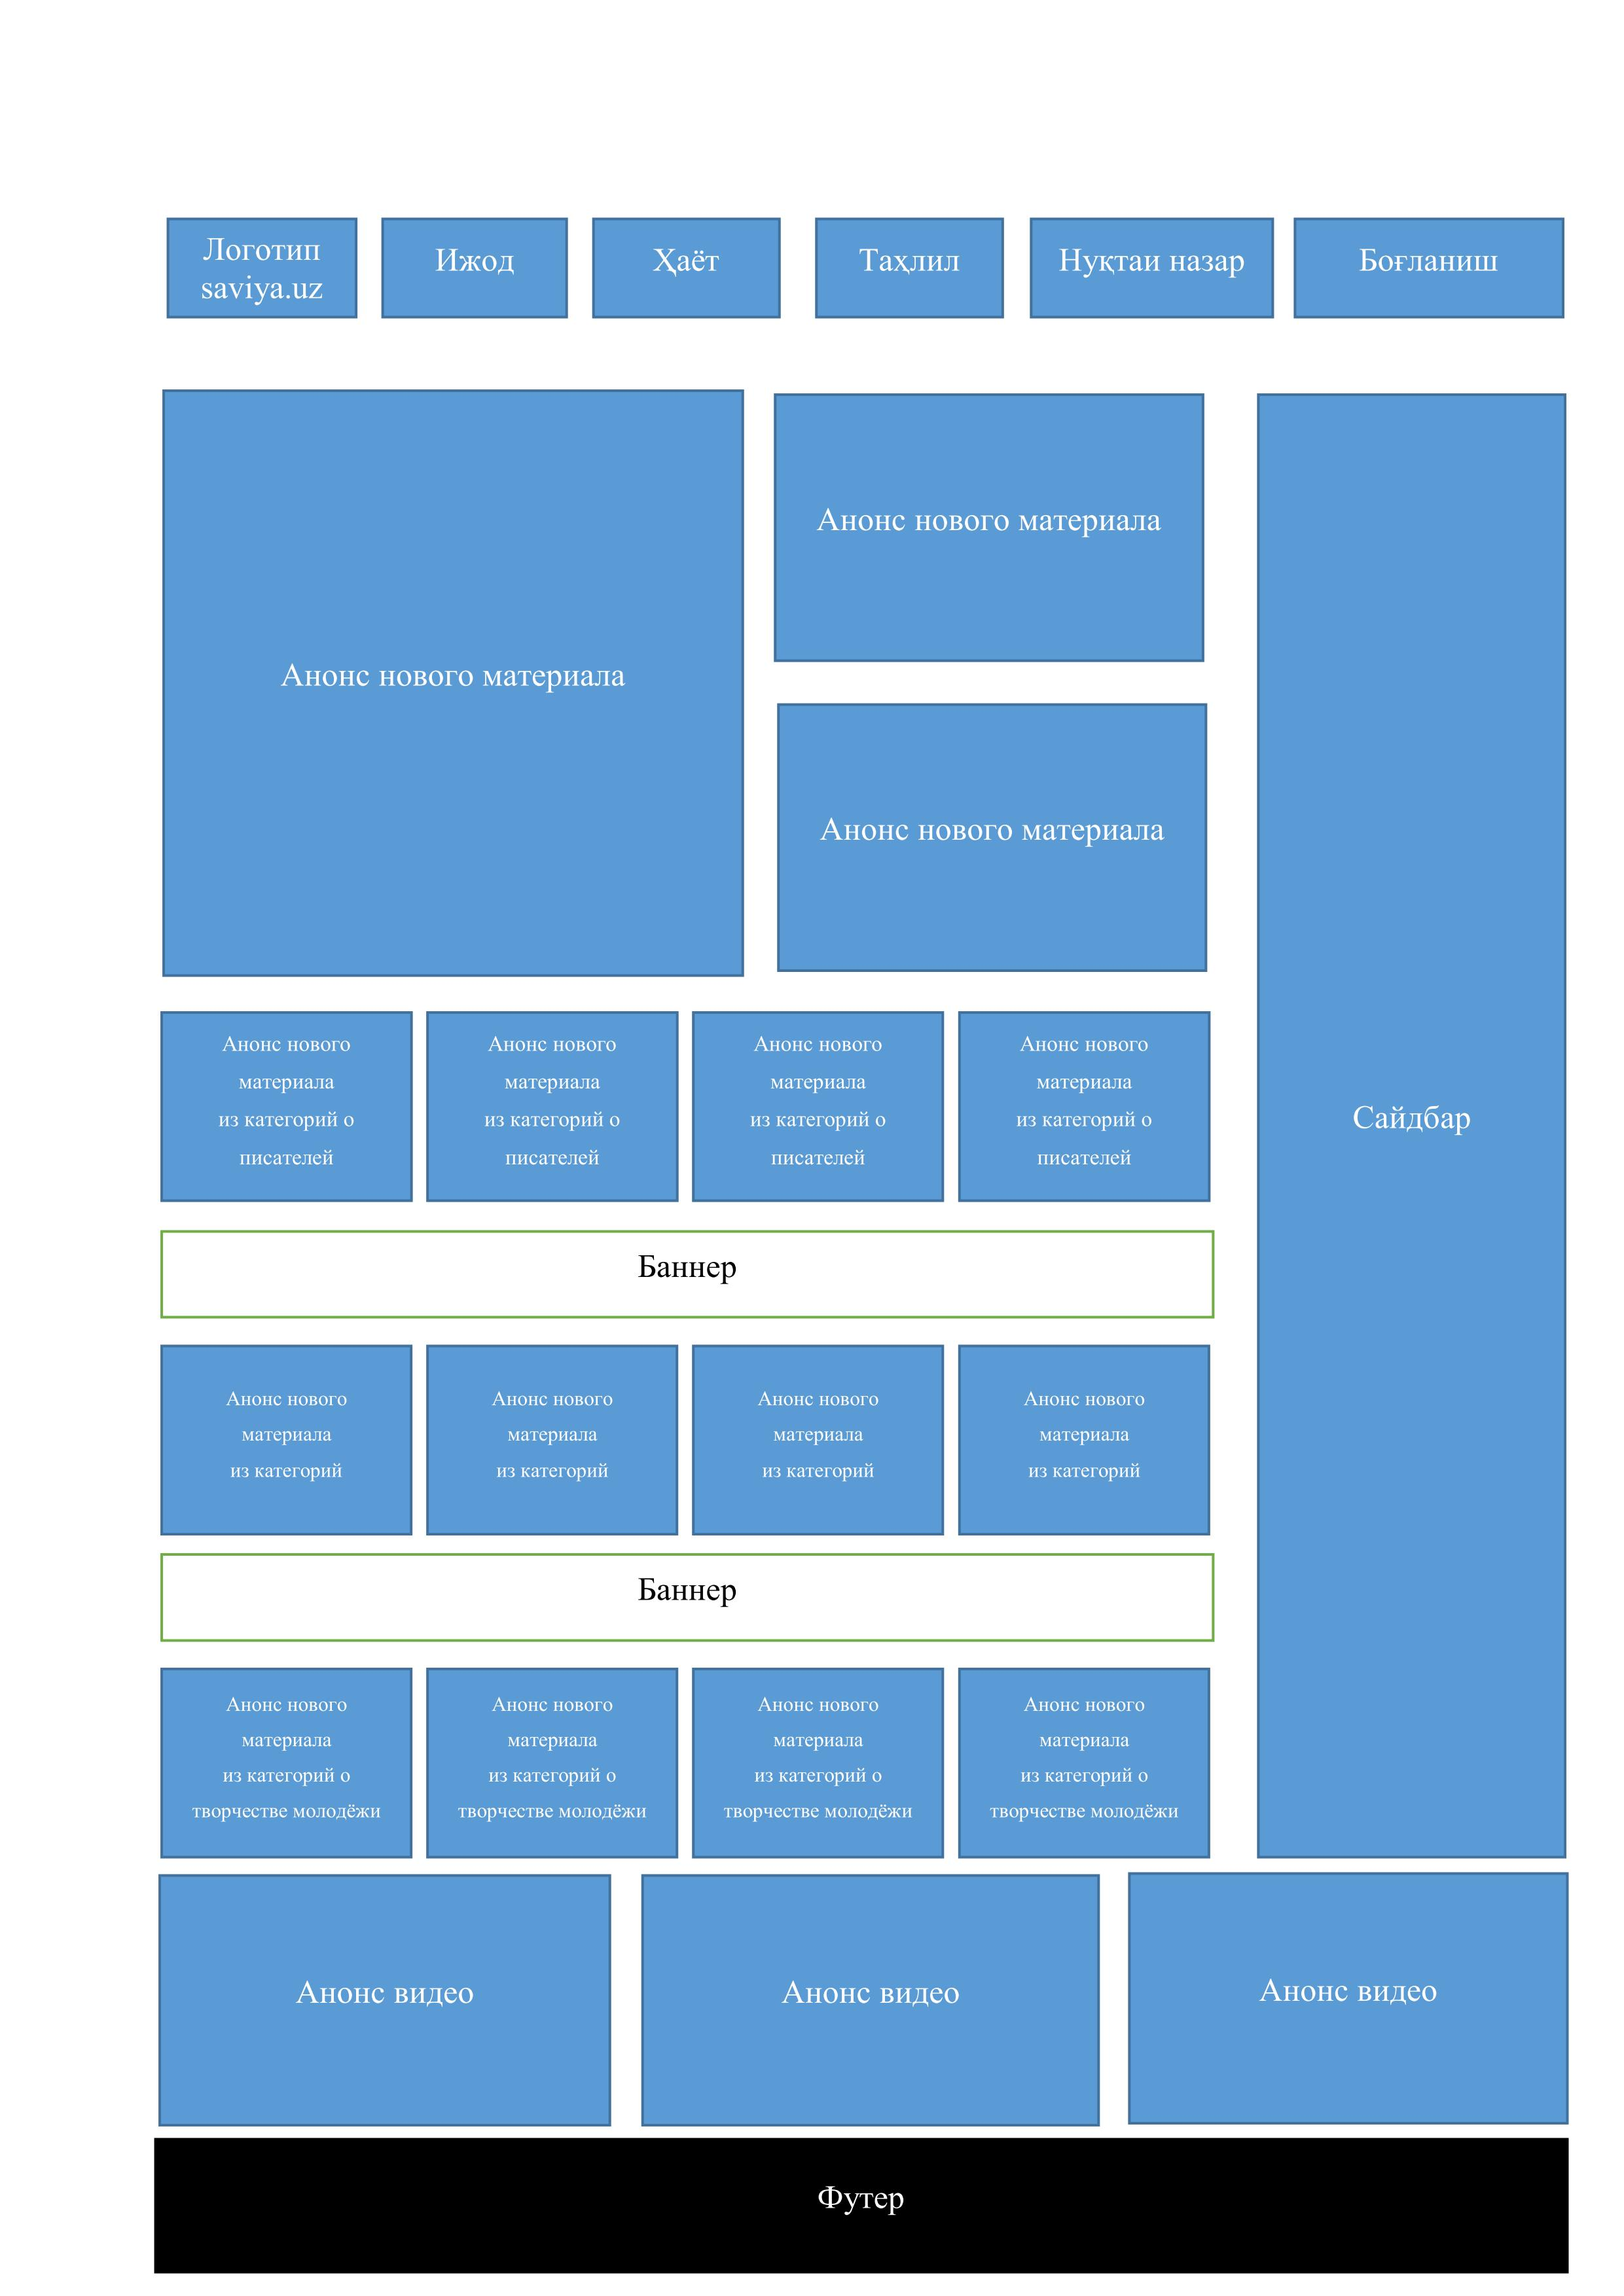 Логотип
saviya.uz
Ижод
Ҳаёт
Таҳлил
Нуқтаи назар
Боғланиш
Анонс нового материала
Анонс нового материала
Анонс нового материала
Сайдбар
Анонс нового
материала
из категорий о
писателей
Анонс нового
материала
из категорий о
писателей
Анонс нового
материала
из категорий о
писателей
Анонс нового
материала
из категорий о
писателей
Баннер
Анонс нового
материала
из категорий
Анонс нового
материала
из категорий
Анонс нового
материала
из категорий
Анонс нового
материала
из категорий
Баннер
Анонс нового
материала
из категорий о
творчестве молодёжи
Анонс нового
материала
из категорий о
творчестве молодёжи
Анонс нового
материала
из категорий о
творчестве молодёжи
Анонс нового
материала
из категорий о
творчестве молодёжи
Анонс видео
Анонс видео
Анонс видео
Футер